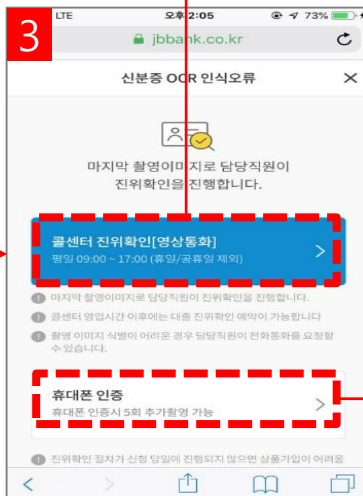 3
LTE 오후 2:05 73%
jbbank.co.kr
신분증 OCR 인식오류
마지막 촬영이미지로 담당직원이
진위확인을 진행합니다.
콜센터 진위확인[영상통화]
평일 09:00 ~ 17:00 (휴일/공휴일 제외)
마지막 촬영이미지로 담당직원이 진위확인을 진행합니다.
콜센터 영업시간 이후에는 대출 진위확인 예약이 가능합니다
촬영 이미지 식별이 어려운 경우 담당직원이 전화통화를 요청할
수 있습니다.
휴대폰 인증
휴대폰 인증시 5회 추가촬영 가능
진위확인 절차가 신청 당일에 진행되지 않으면 상품가입이 어려울